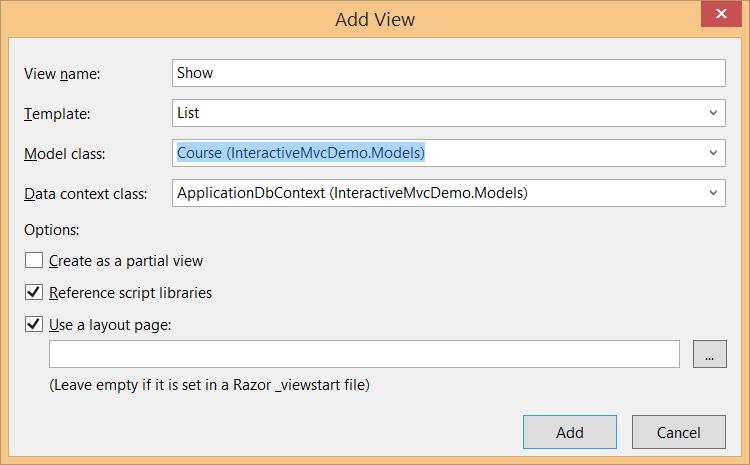 Add View
View name: Show
Template: List
Model class: Course (InteractiveMvcDemo.Models)
Data context class: ApplicationDbContext (InteractiveMvcDemo.Models)
Options:
Create as a partial view
Reference script libraries
Use a layout page:
...
(Leave empty if it is set in a Razor _viewstart file)
Add Cancel